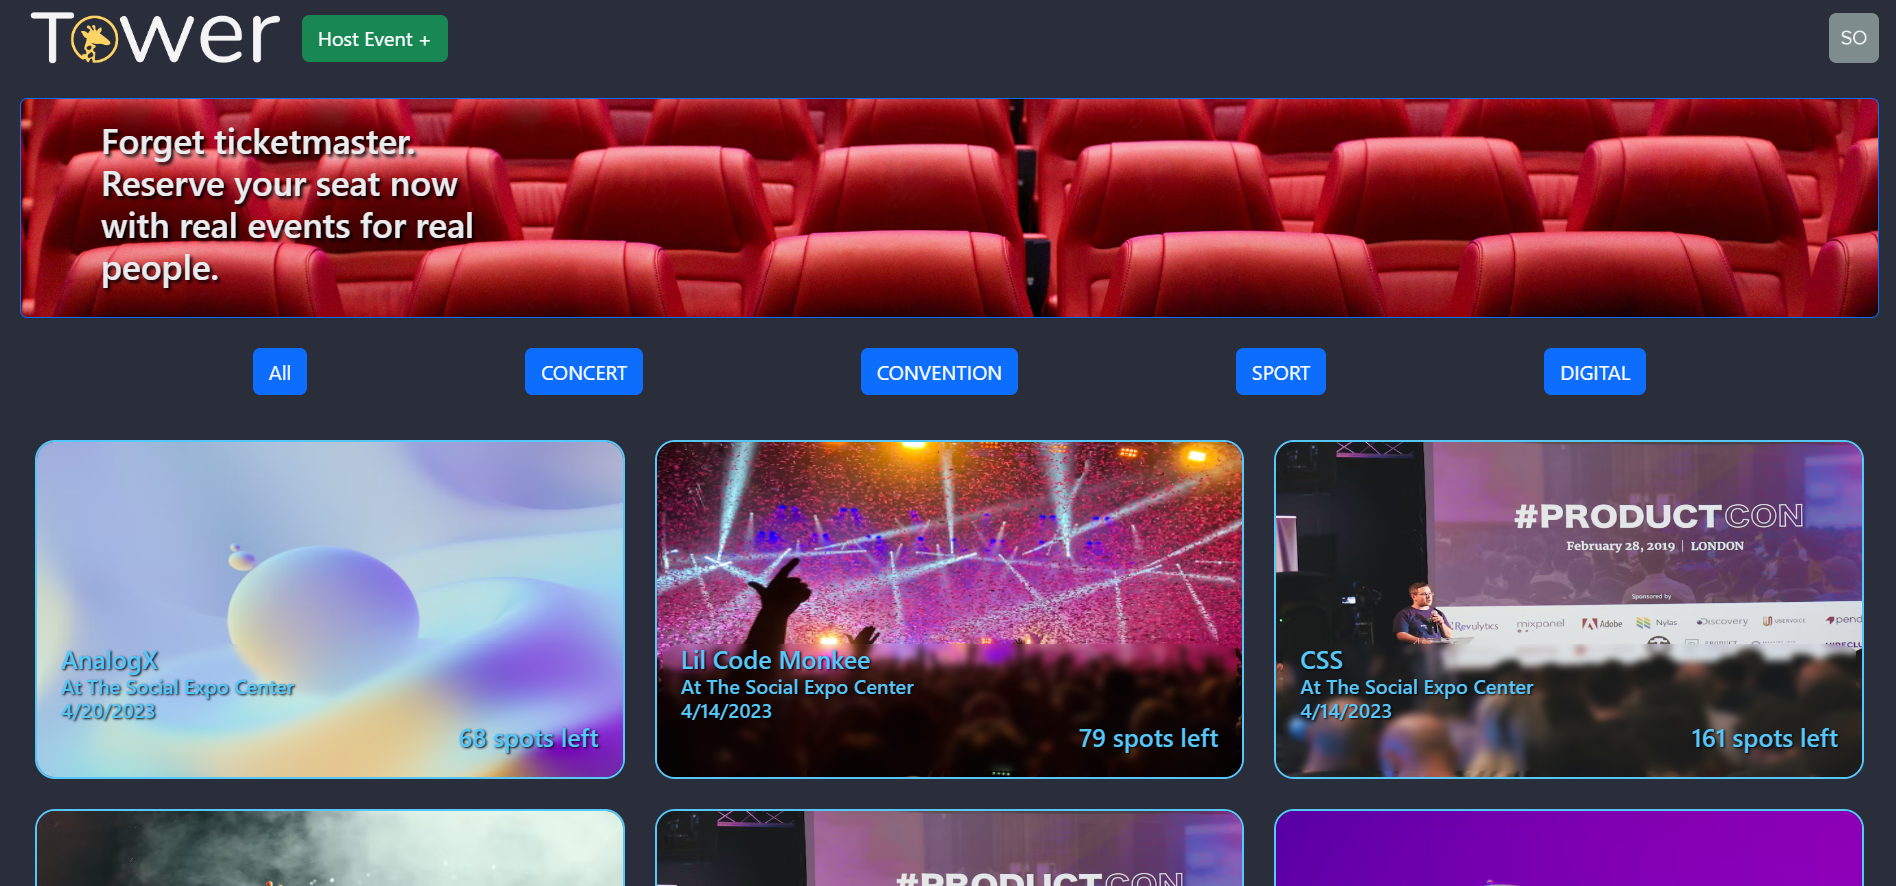 Tower
Host Event +
SO
Forget ticketmaster.
Reserve your seat now
with real events for real
people.
All
CONCERT
CONVENTION
SPORT
DIGITAL
AnalogX
At The Social Expo Center
4/20/2023
68 spots left
Lil Code Monkee
At The Social Expo Center
4/14/2023
79 spots left
#PRODUCTCON
February 28, 2019 | LONDON
Sponsored by
Revulytics mixpanel Adobe Nylas Discovery USERVOICE
CSS
At The Social Expo Center
4/14/2023
161 spots left
#PRODUCTCON